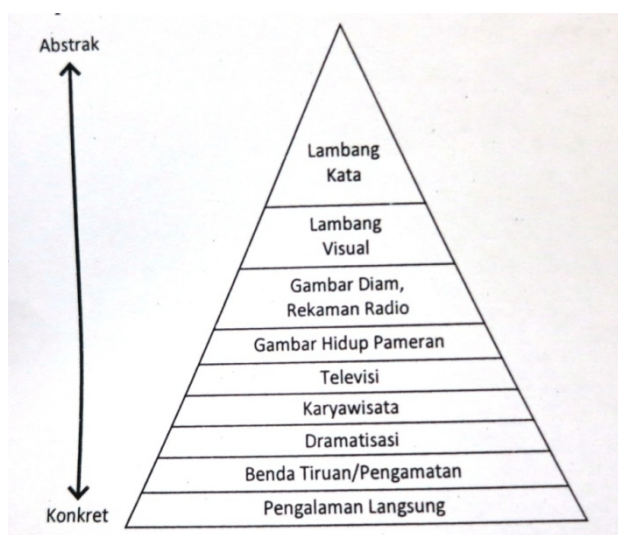 Abstrak
Lambang
Kata
Lambang
Visual
Gambar Diam,
Rekaman Radio
Gambar Hidup Pameran
Televisi
Karyawisata
Dramatisasi
Benda Tiruan/Pengamatan
Pengalaman Langsung
Konkret